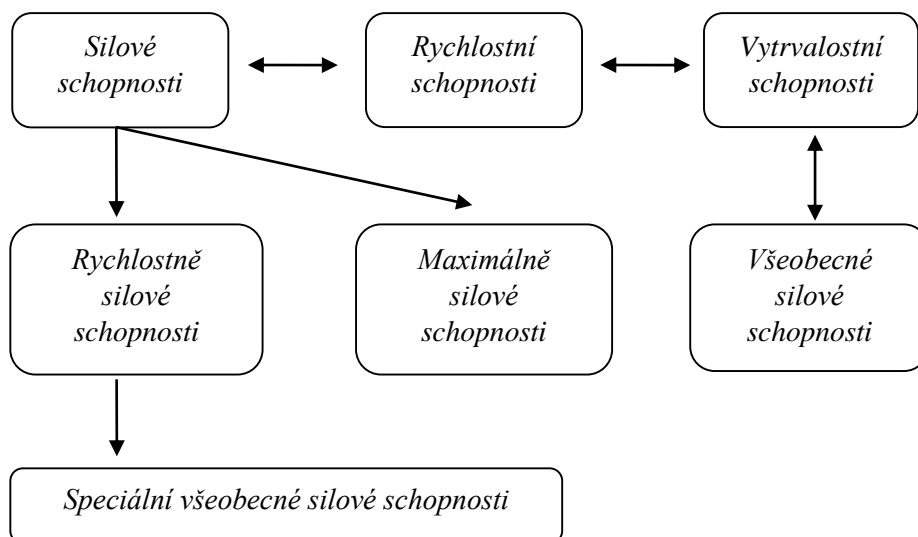 Silové
schopnosti
Rychlostní
schopnosti
Vytrvalostní
schopnosti
Rychlostně
silové
schopnosti
Maximálně
silové
schopnosti
Všeobecné
silové
schopnosti
Speciální všeobecné silové schopnosti